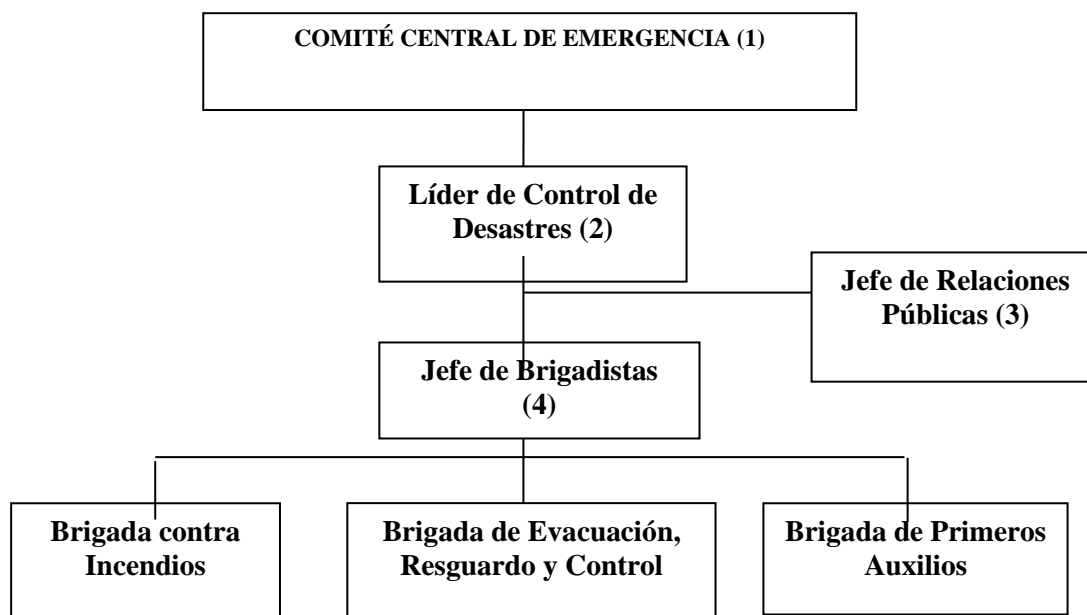 COMITÉ CENTRAL DE EMERGENCIA (1)
Líder de Control de
Desastres (2)
Jefe de Relaciones
Públicas (3)
Jefe de Brigadistas
(4)
Brigada contra
Incendios
Brigada de Evacuación,
Resguardo y Control
Brigada de Primeros
Auxilios